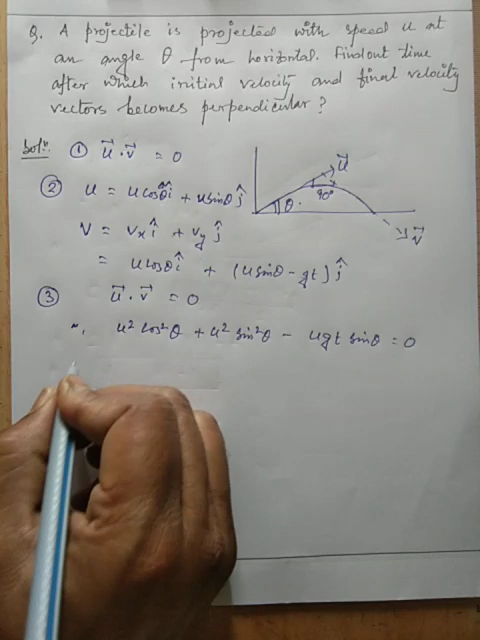 Q. A projectile is projected with speed u at
an angle θ from horizontal. Find out time
after which initial velocity and final velocity
vectors becomes perpendicular?
Sol:. ① u⃗ . v⃗ = 0
② u = u cosθ î + u sinθ ĵ
V = Vx î + Vy ĵ
= u cosθ î + (u sinθ - gt) ĵ
③ u⃗ . v⃗ = 0
u² cos²θ + u² sin²θ - ugt sinθ = 0
u⃗
90°
θ.
v⃗